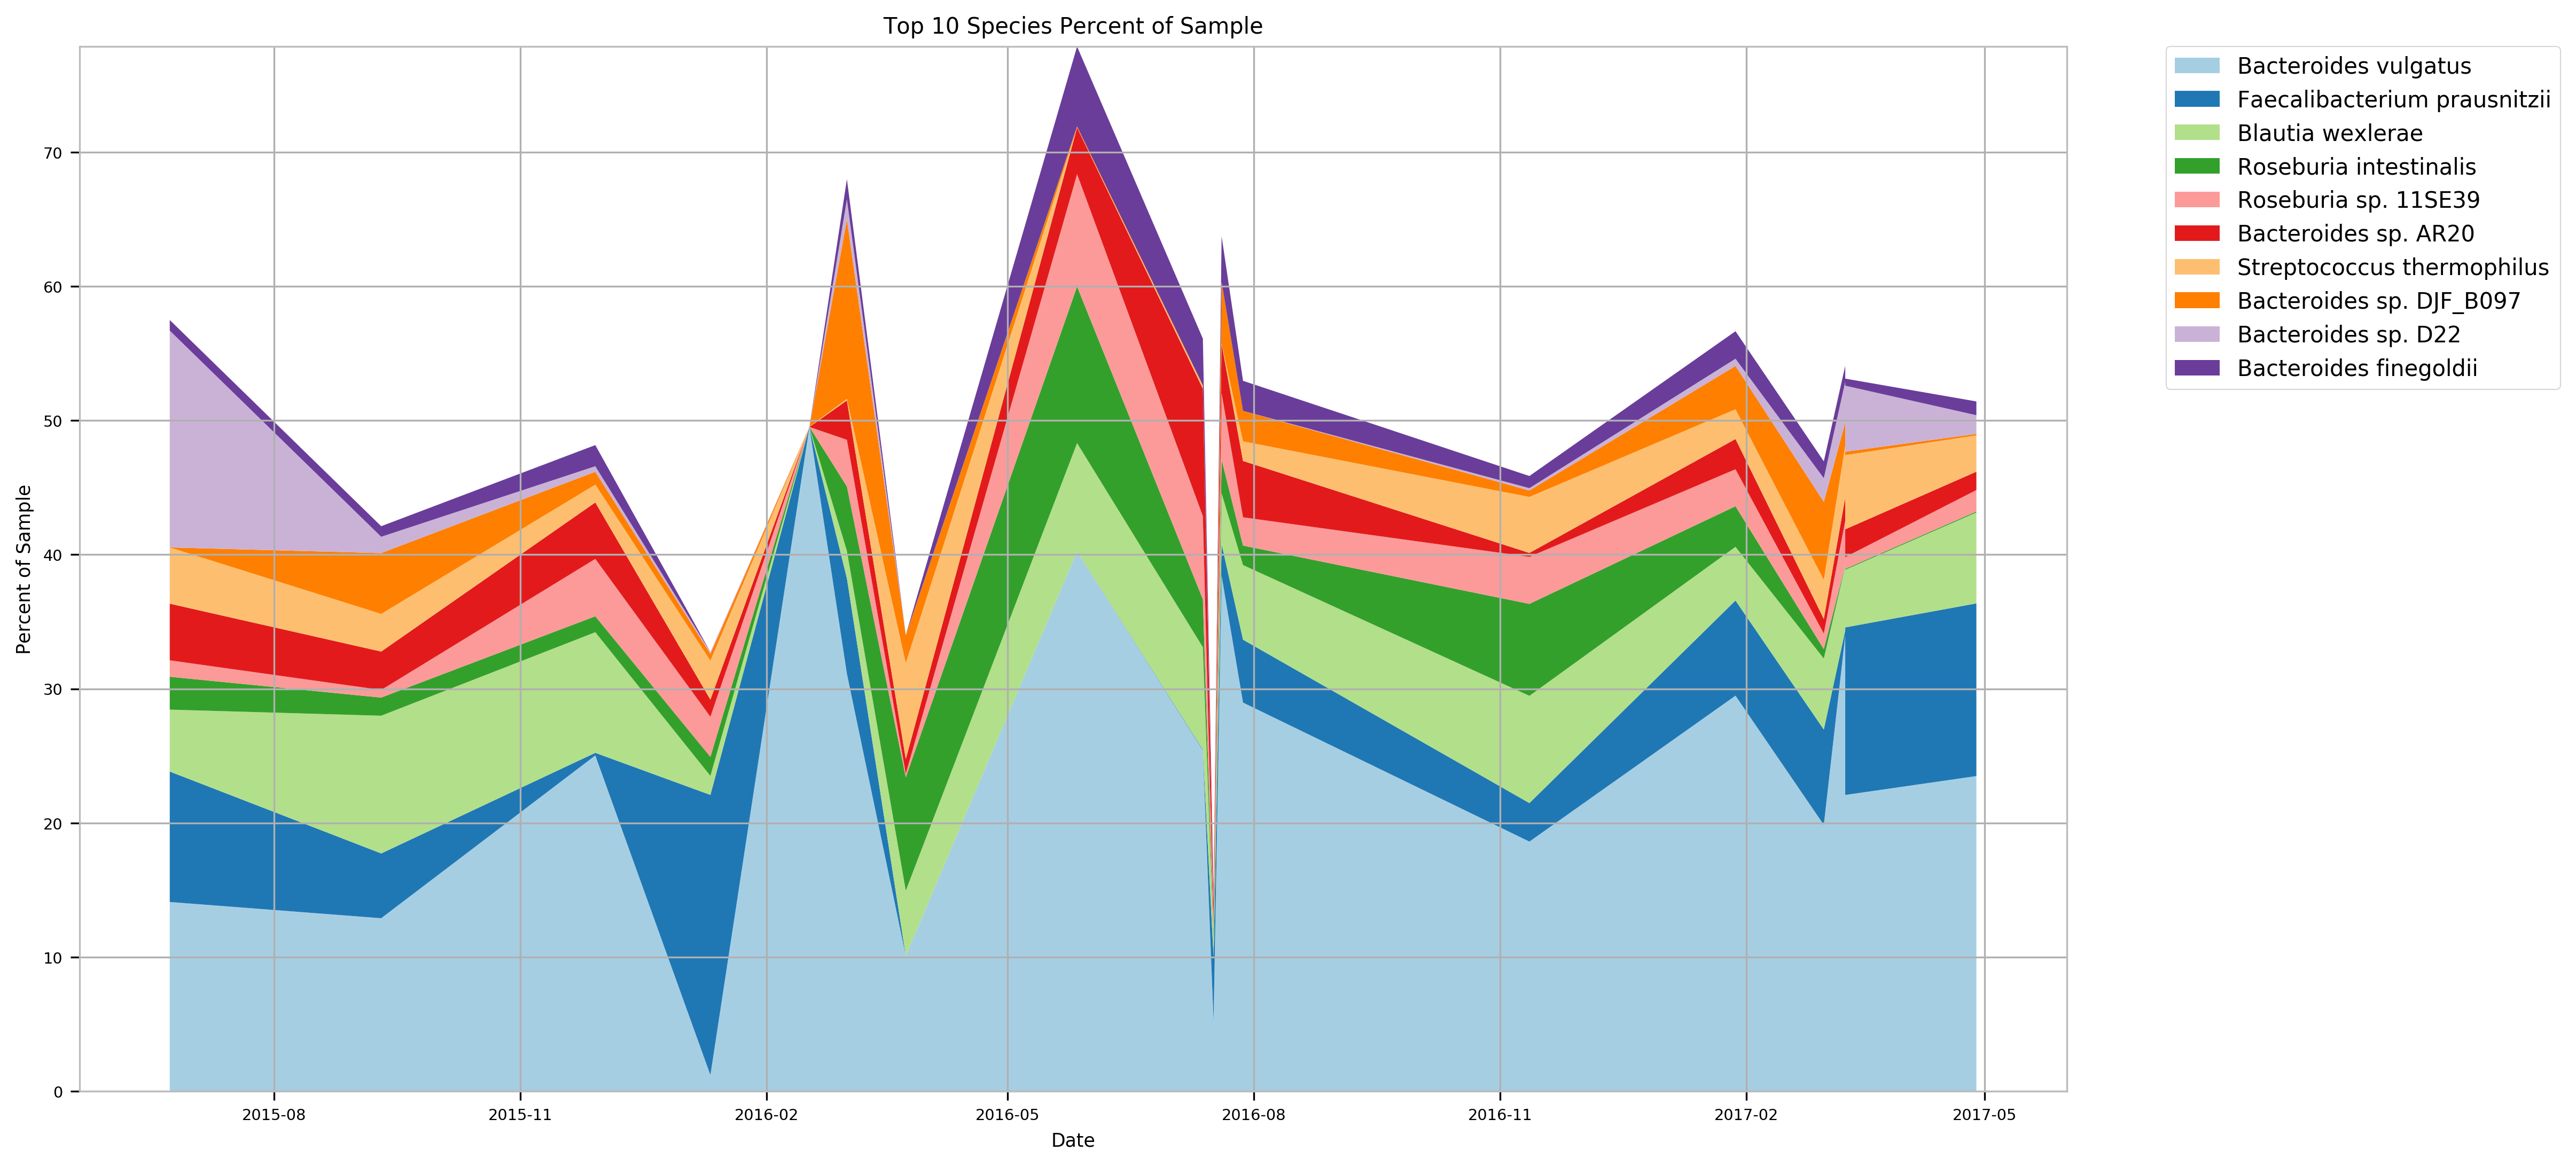 Top 10 Species Percent of Sample
Bacteroides vulgatus
Faecalibacterium prausnitzii
Blautia wexlerae
Roseburia intestinalis
Roseburia sp. 11SE39
Bacteroides sp. AR20
Streptococcus thermophilus
Bacteroides sp. DJF_B097
Bacteroides sp. D22
Bacteroides finegoldii
Percent of Sample
70
60
50
40
30
20
10
0
2015-08 2015-11 2016-02 2016-05 2016-08 2016-11 2017-02 2017-05
Date